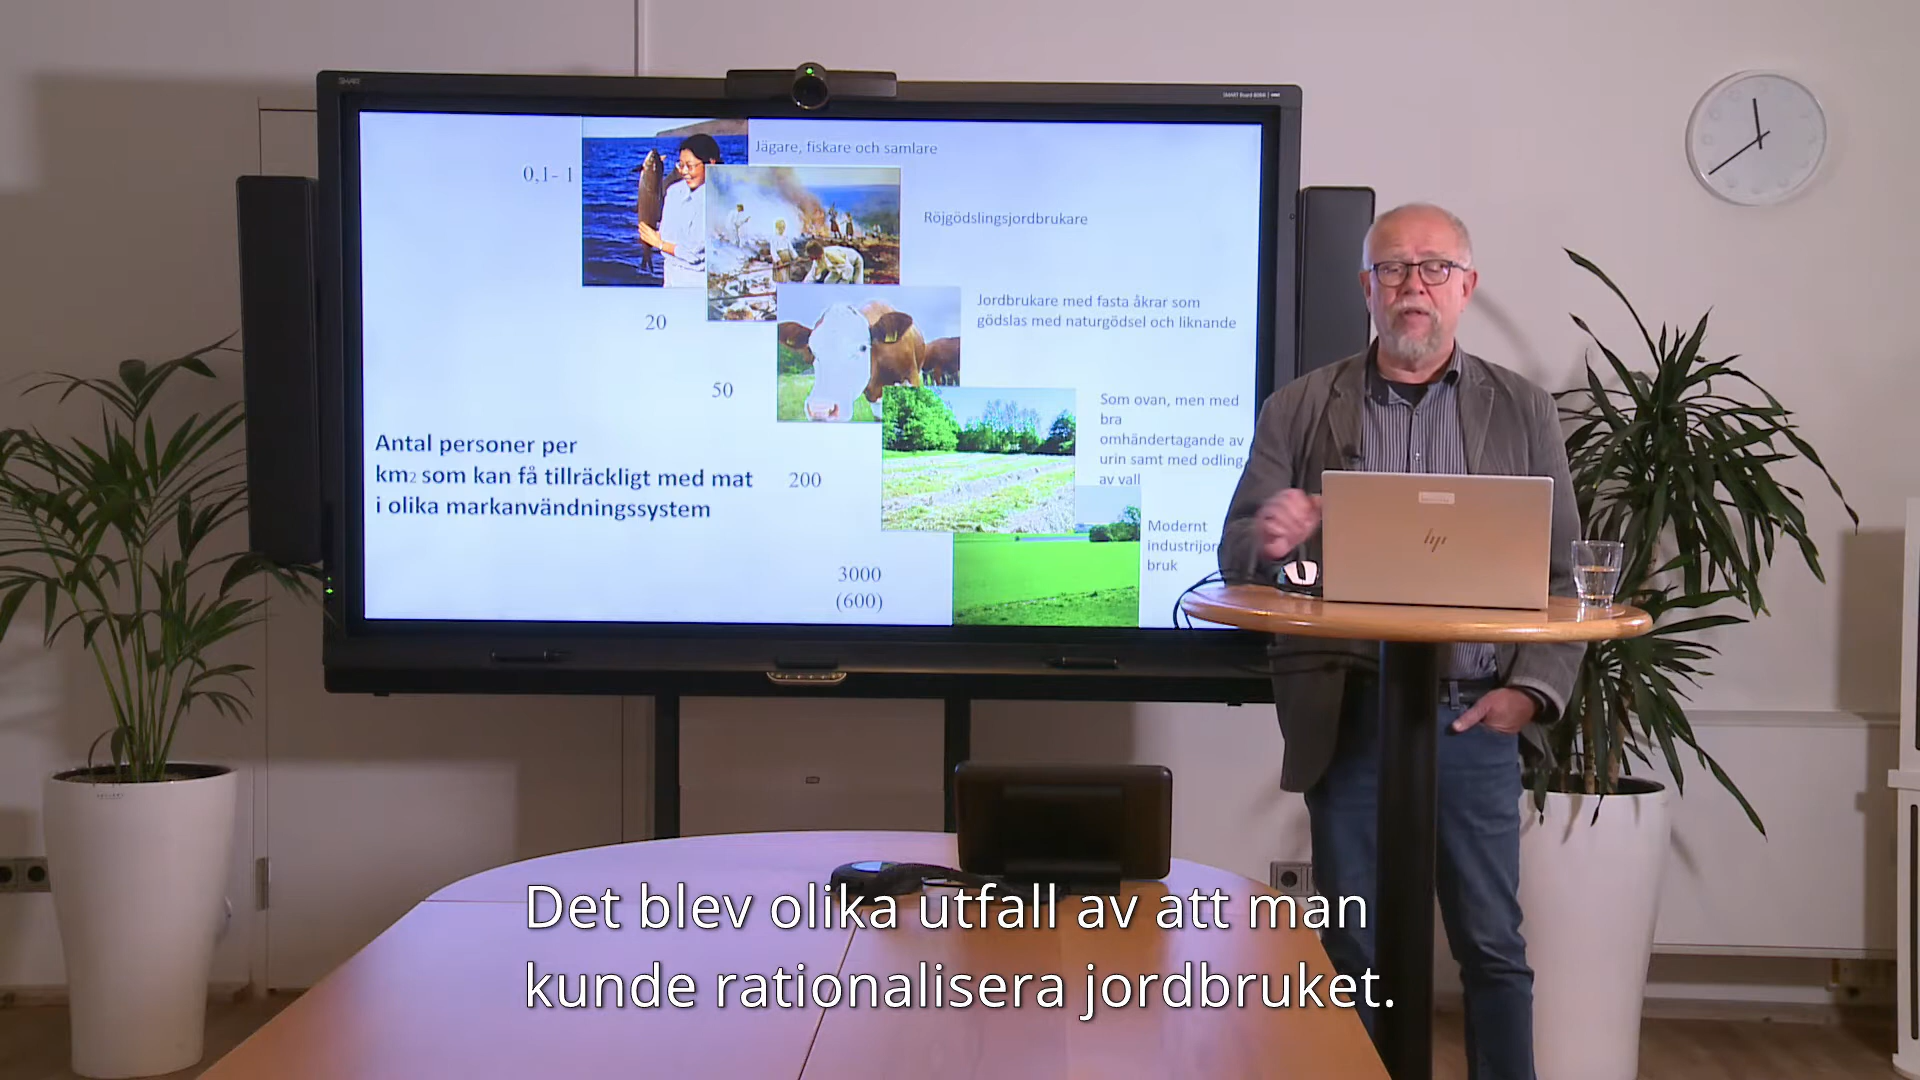 SMART
Jägare, fiskare och samlare
0,1- 1
Röjgödslingsjordbrukare
Jordbrukare med fasta åkrar som
gödslas med naturgödsel och liknande
20
50
Som ovan, men med
bra
omhändertagande av
urin samt med odling
av vall
Antal personer per
km2 som kan få tillräckligt med mat
i olika markanvändningssystem
200
Modernt
industrijor
bruk
3000
(600)
hp
Det blev olika utfall av att man
kunde rationalisera jordbruket.